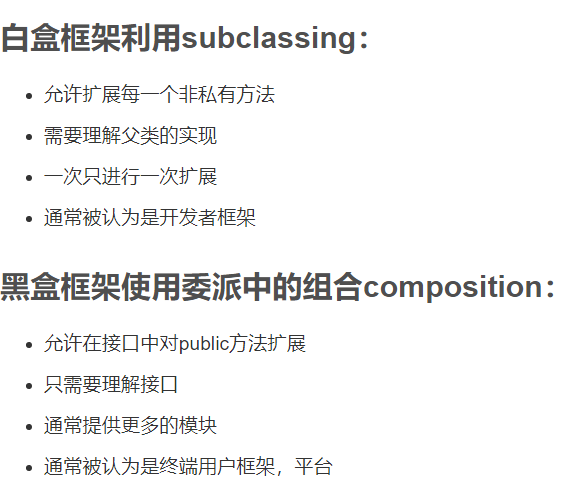 白盒框架利用subclassing：
• 允许扩展每一个非私有方法
• 需要理解父类的实现
• 一次只进行一次扩展
• 通常被认为是开发者框架
黑盒框架使用委派中的组合composition：
• 允许在接口中对public方法扩展
• 只需要理解接口
• 通常提供更多的模块
• 通常被认为是终端用户框架，平台